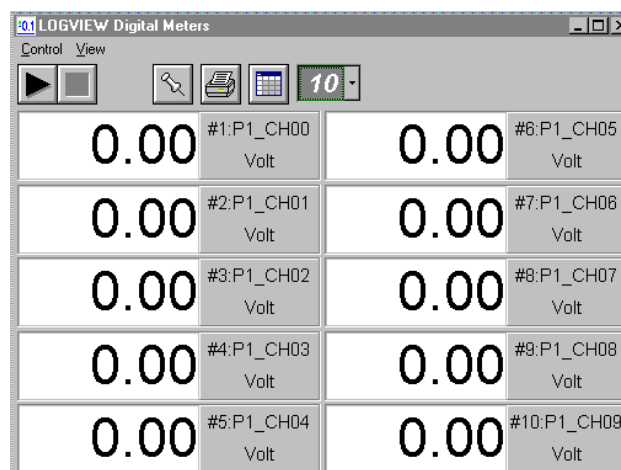 LOGVIEW Digital Meters
Control View
10
0.00 #1:P1_CH00 Volt
0.00 #6:P1_CH05 Volt
0.00 #2:P1_CH01 Volt
0.00 #7:P1_CH06 Volt
0.00 #3:P1_CH02 Volt
0.00 #8:P1_CH07 Volt
0.00 #4:P1_CH03 Volt
0.00 #9:P1_CH08 Volt
0.00 #5:P1_CH04 Volt
0.00 #10:P1_CH09 Volt